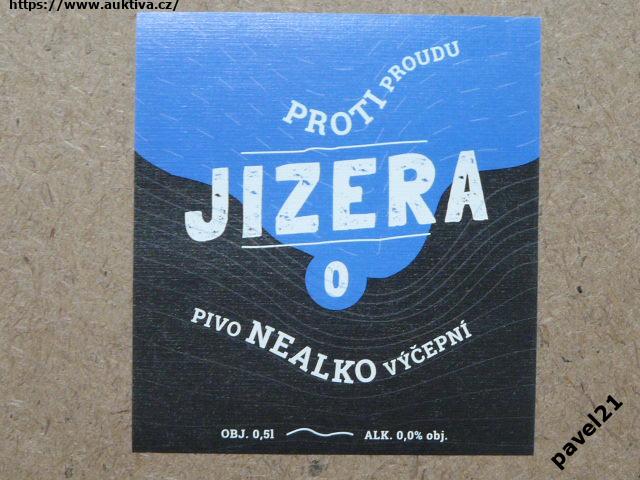 https://www.auktiva.cz/
PROTI PROUDU
JIZERA
0
PIVO NEALKO VÝČEPNÍ
OBJ. 0,5l ALK. 0,0% obj.
pavel21